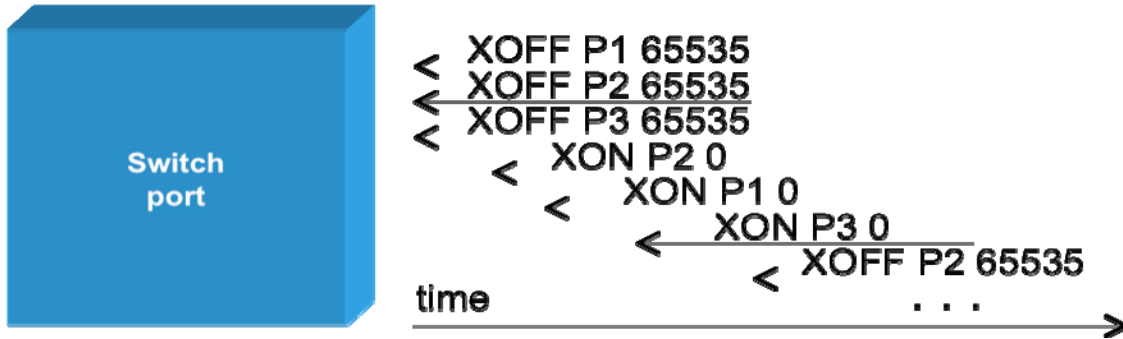 Switch
port
XOFF P1 65535
XOFF P2 65535
XOFF P3 65535
XON P2 0
XON P1 0
XON P3 0
XOFF P2 65535
time
. . .